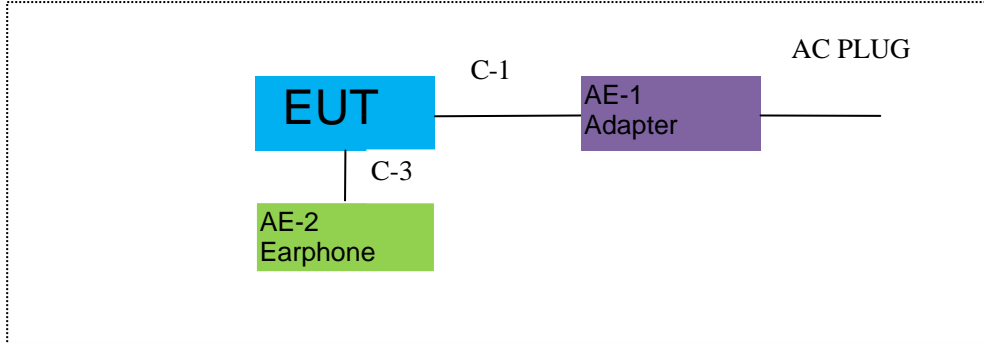 AC PLUG
C-1
EUT
AE-1
Adapter
C-3
AE-2
Earphone